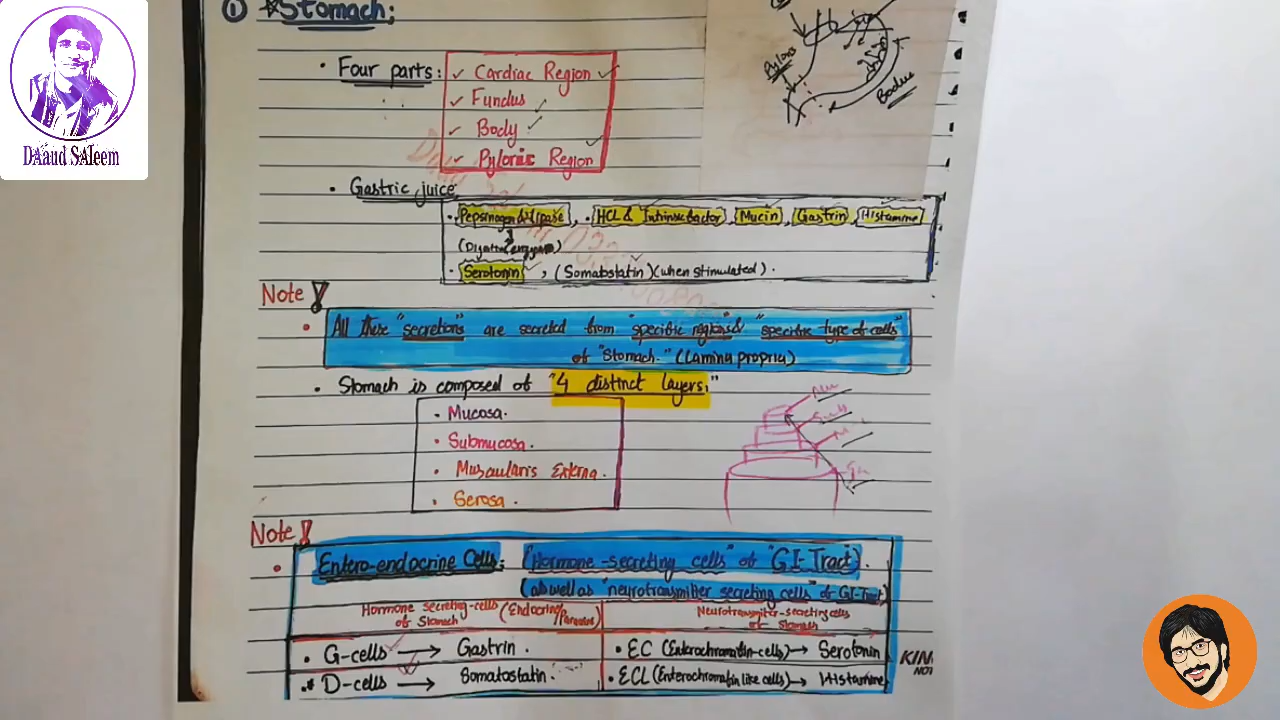 DAaud SAleem
① ☆Stomach:
• Four parts:
✓ Cardiac Region ✓
✓ Fundus ✓
✓ Body ✓
✓ Pyloric Region
Pylorus
Body
• Gastric juice
• Pepsinogen & Lipase, • HCL & Intrinsic factor, Mucin, Gastrin, Histamine
(Digestive enzymes)
• Serotonin, (Somatostatin)(when stimulated).
Note!
• All these "secretions" are secreted from "specific regions & "specific type of cells"
of "Stomach." (Lamina propria)
• Stomach is composed of "4 distinct layers."
• Mucosa.
• Submucosa.
• Muscularis Externa.
• Serosa.
Note!
• Entero-endocrine Cells: (Hormone-secreting cells" of "GI-Tract).
(as well as "neurotransmitter secreting cells" of GI-Tract)
Hormone secreting-cells (Endocrine/Paracrine)
of Stomach
Neurotransmitter-secreting cells
of Stomach
• G-cells → Gastrin.
• EC (Enterochromaffin-cells) → Serotonin
• D-cells → Somatostatin.
• ECL (Enterochromaffin like cells) → Histamine